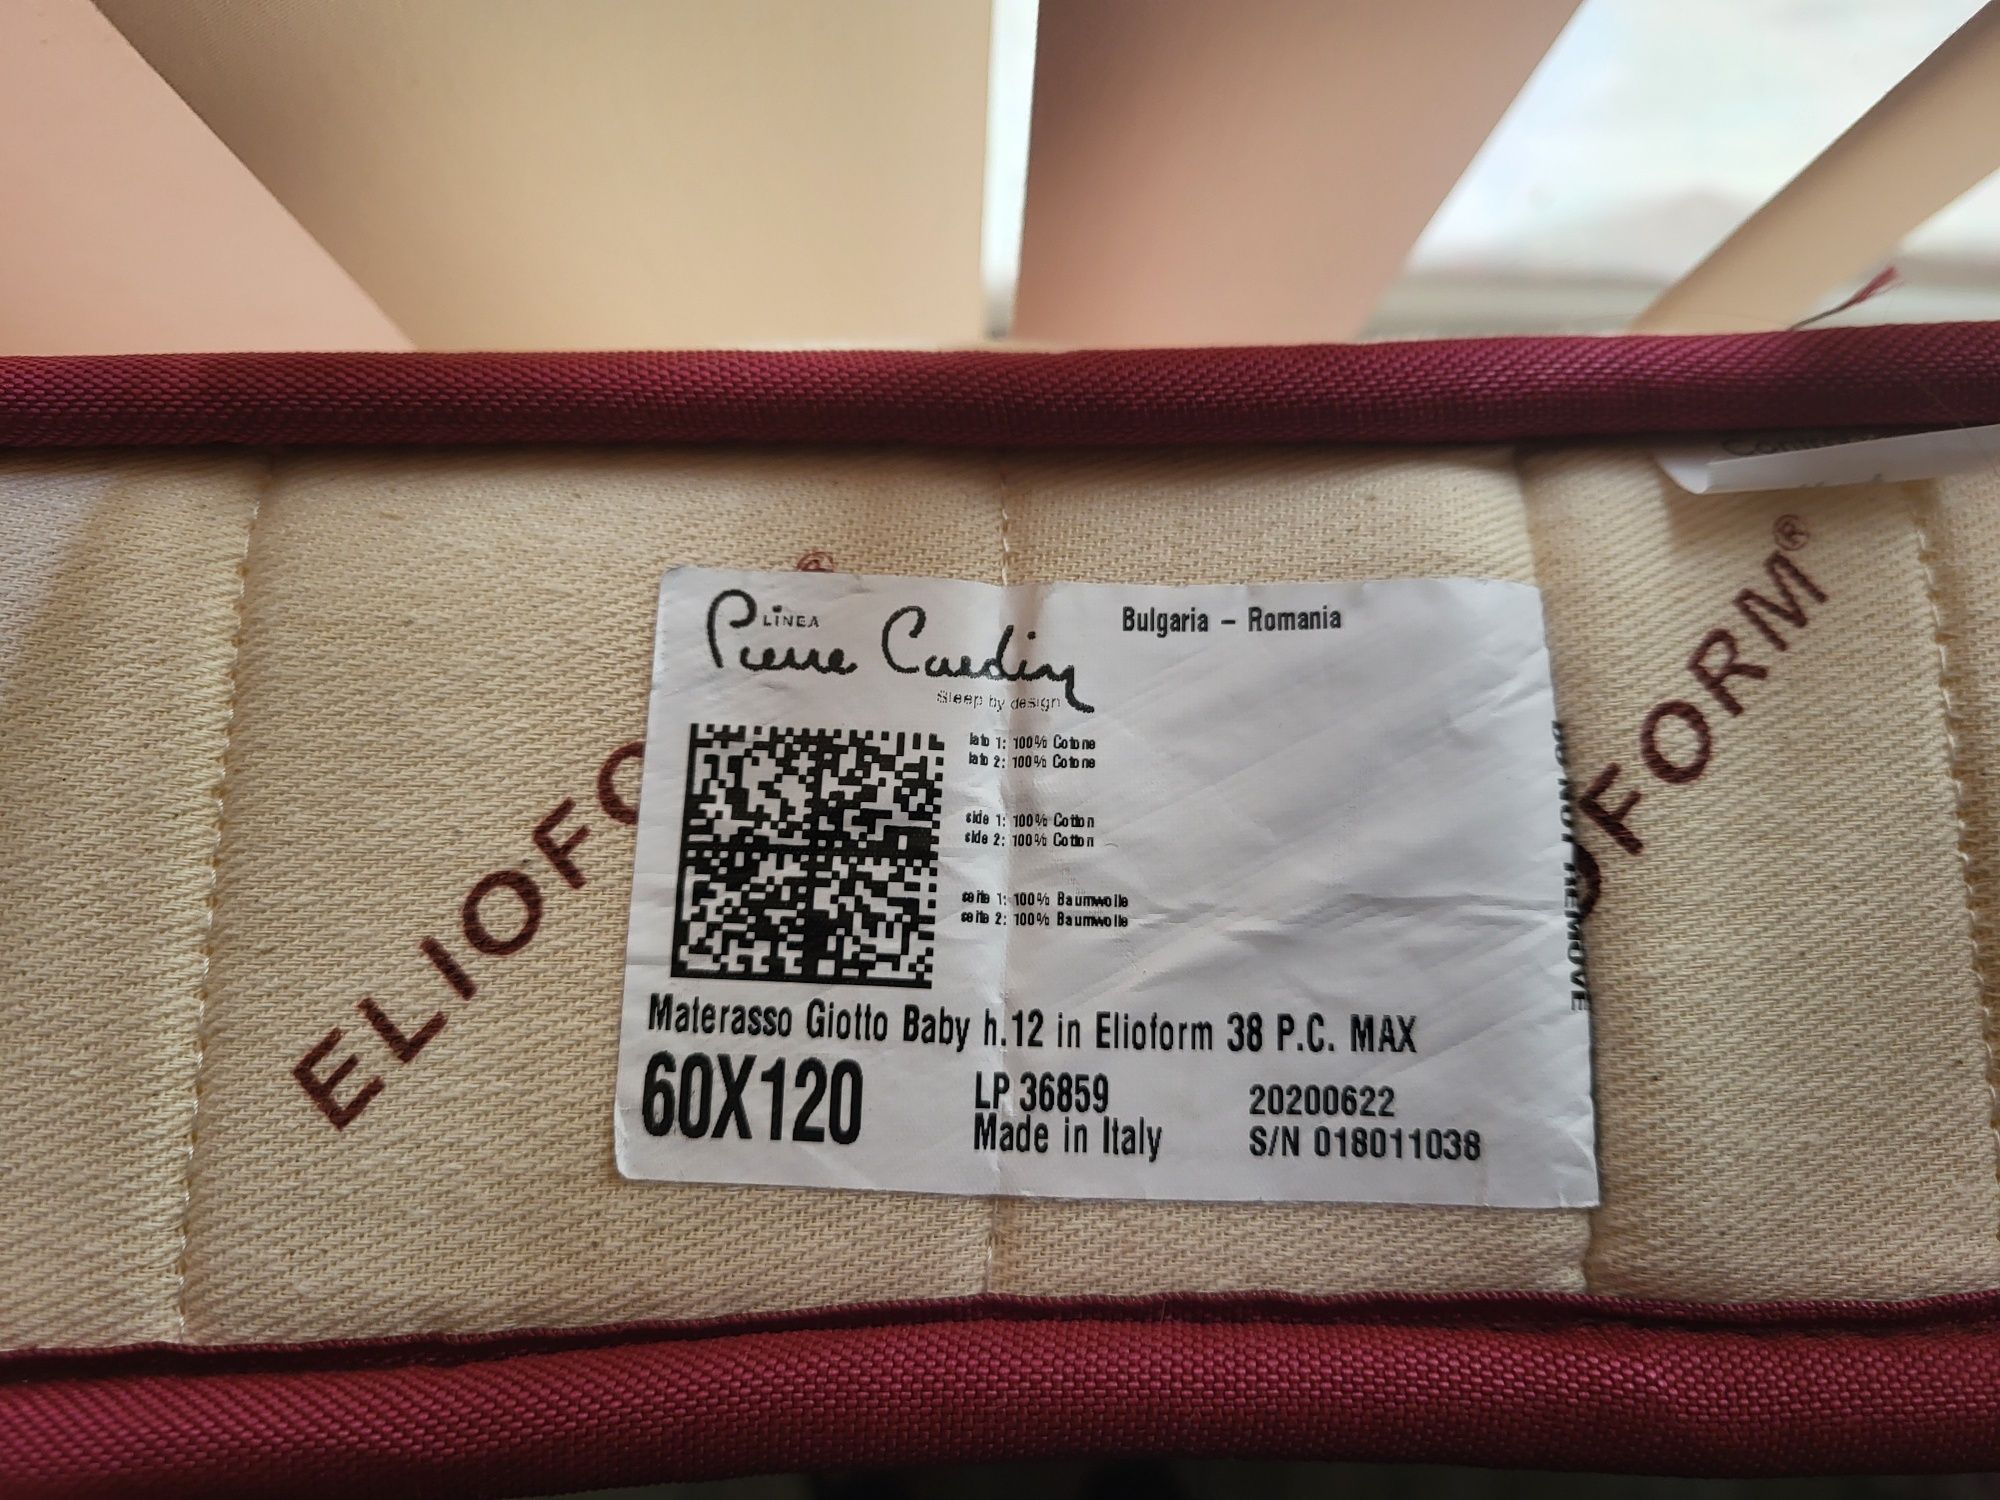 LINEA
Pierre Cardin
Sleep by design
Bulgaria – Romania
lato 1: 100% Cotone
lato 2: 100% Cotone
side 1: 100% Cotton
side 2: 100% Cotton
seite 1: 100% Baumwolle
seite 2: 100% Baumwolle
Materasso Giotto Baby h.12 in Elioform 38 P.C. MAX
60X120
LP 36859
Made in Italy
20200622
S/N 018011038
DO NOT REMOVE
ELIOFO
®
OFORM®